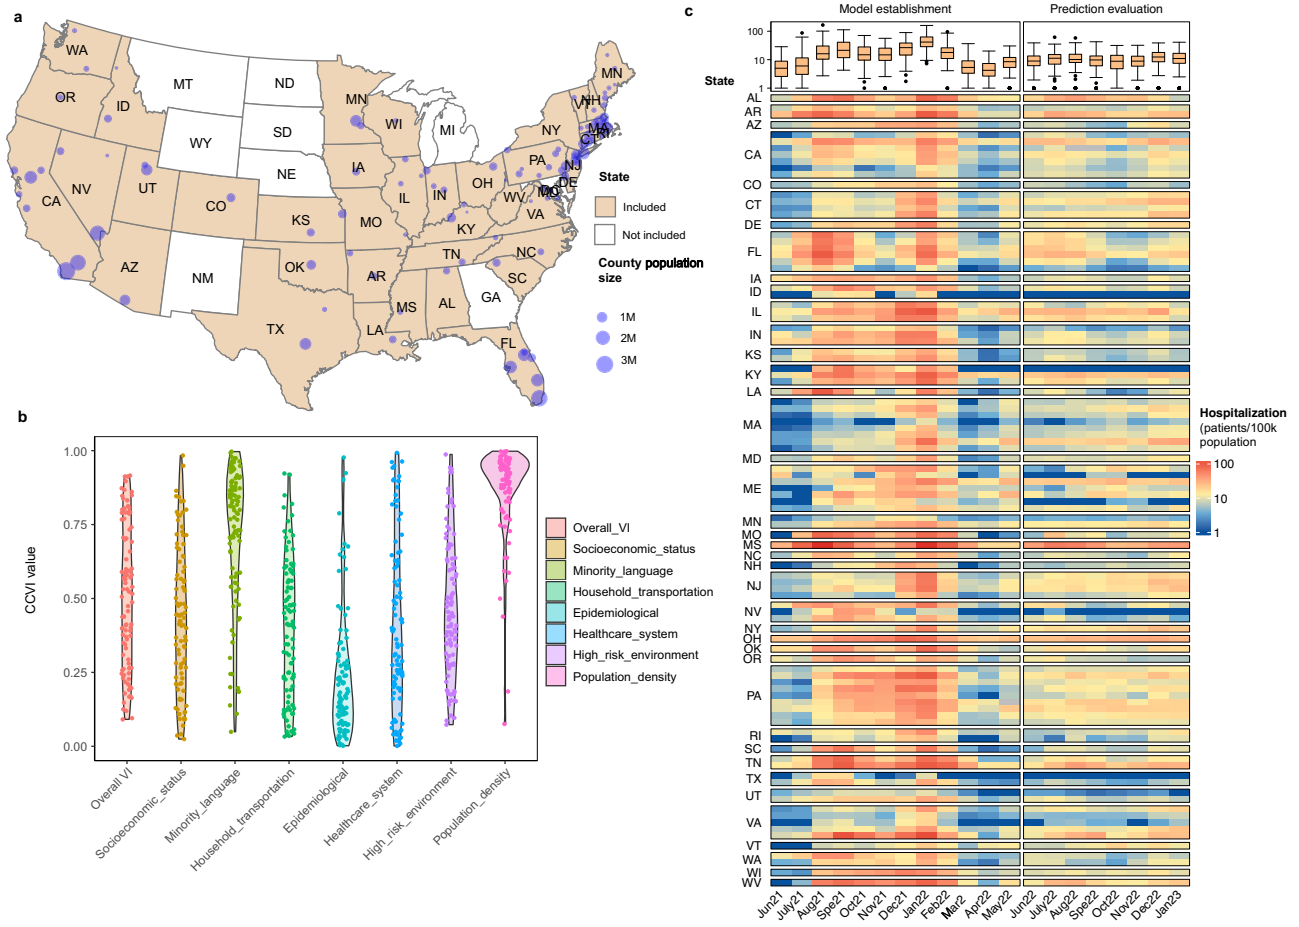 a
WA
OR
ID
MT
ND
SD
WY
NE
NV
CA
UT
CO
AZ
NM
KS
OK
TX
MN
WI
MI
IA
IL
IN
OH
MO
KY
TN
AR
LA
MS
AL
GA
FL
SC
NC
VA
WV
PA
NY
NJ
DE
MN
VT
NH
MA
RI
CT
State
Included
Not included
County population
size
1M
2M
3M
b
CCVI value
1.00
0.75
0.50
0.25
0.00
Overall VI
Socioeconomic_status
Minority_language
Household_transportation
Epidemiological
Healthcare_system
High_risk_environment
Population_density
Overall_VI
Socioeconomic_status
Minority_language
Household_transportation
Epidemiological
Healthcare_system
High_risk_environment
Population_density
c
Model establishment
Prediction evaluation
100
10
1
State
AL
AR
AZ
CA
CO
CT
DE
FL
IA
ID
IL
IN
KS
KY
LA
MA
MD
ME
MN
MO
MS
NC
NH
NJ
NV
NY
OH
OK
OR
PA
RI
SC
TN
TX
UT
VA
VT
WA
WI
WV
Jun21
July21
Aug21
Spe21
Oct21
Nov21
Dec21
Jan22
Feb22
Mar2
Apr22
May22
Jun22
July22
Aug22
Spe22
Oct22
Nov22
Dec22
Jan23
Hospitalization
(patients/100k
population
100
10
1